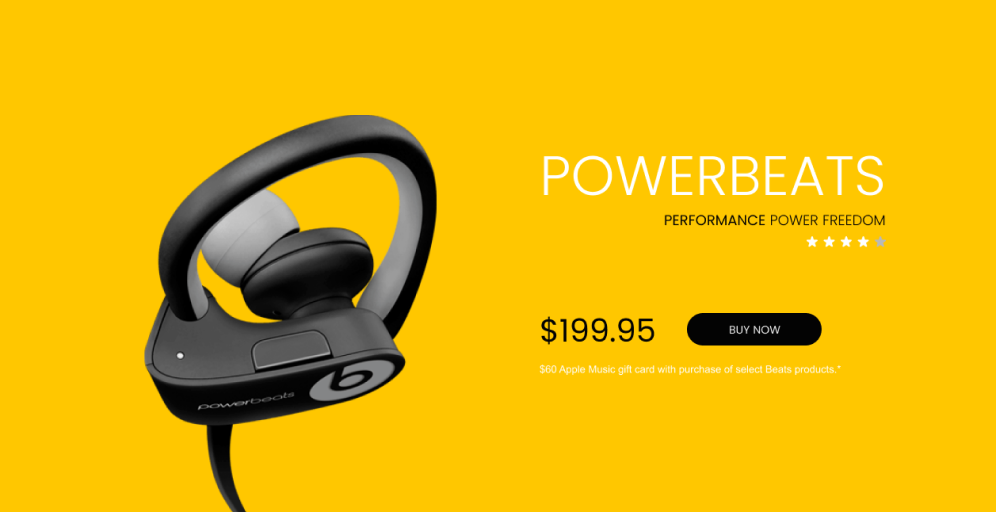 POWERBEATS
PERFORMANCE POWER FREEDOM
$199.95
BUY NOW
$60 Apple Music gift card with purchase of select Beats products.*
b
powerbeats